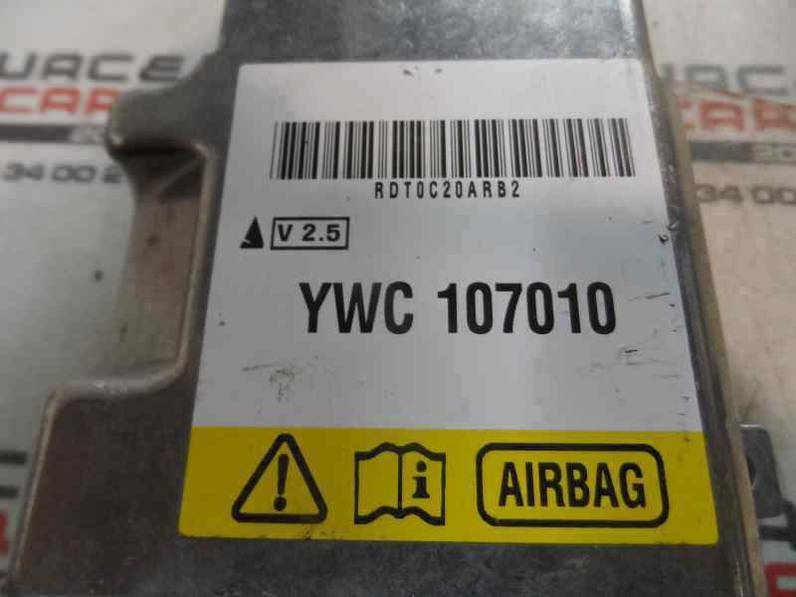 RDT0C20ARB2
V 2.5
YWC 107010
i
AIRBAG